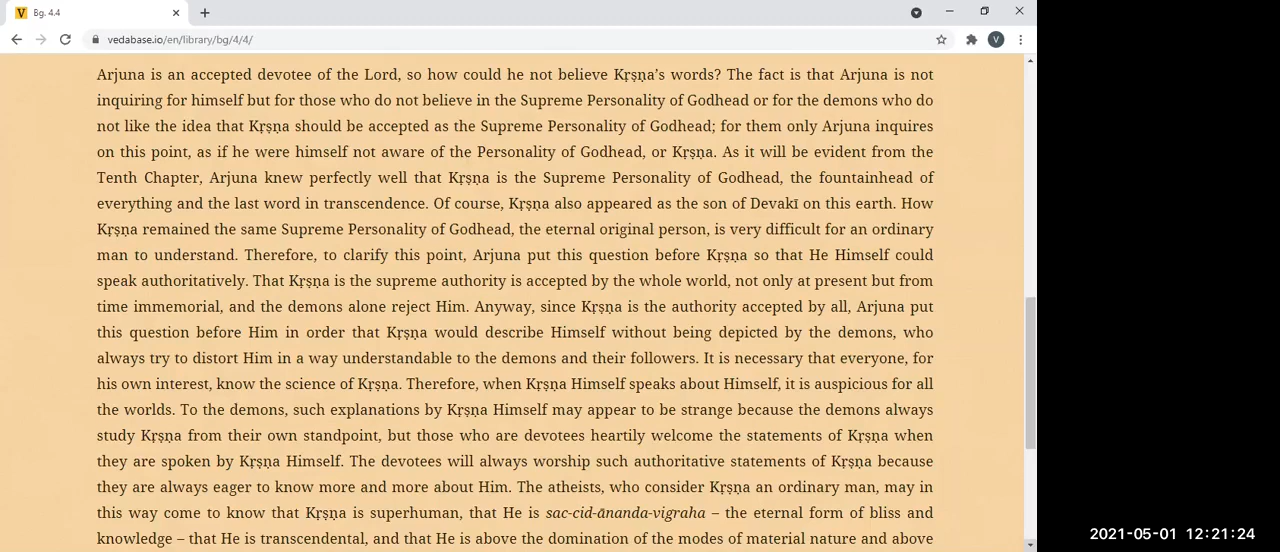 Bg. 4.4
vedabase.io/en/library/bg/4/4/
V
Arjuna is an accepted devotee of the Lord, so how could he not believe Kṛṣṇa’s words? The fact is that Arjuna is not
inquiring for himself but for those who do not believe in the Supreme Personality of Godhead or for the demons who do
not like the idea that Kṛṣṇa should be accepted as the Supreme Personality of Godhead; for them only Arjuna inquires
on this point, as if he were himself not aware of the Personality of Godhead, or Kṛṣṇa. As it will be evident from the
Tenth Chapter, Arjuna knew perfectly well that Kṛṣṇa is the Supreme Personality of Godhead, the fountainhead of
everything and the last word in transcendence. Of course, Kṛṣṇa also appeared as the son of Devakī on this earth. How
Kṛṣṇa remained the same Supreme Personality of Godhead, the eternal original person, is very difficult for an ordinary
man to understand. Therefore, to clarify this point, Arjuna put this question before Kṛṣṇa so that He Himself could
speak authoritatively. That Kṛṣṇa is the supreme authority is accepted by the whole world, not only at present but from
time immemorial, and the demons alone reject Him. Anyway, since Kṛṣṇa is the authority accepted by all, Arjuna put
this question before Him in order that Kṛṣṇa would describe Himself without being depicted by the demons, who
always try to distort Him in a way understandable to the demons and their followers. It is necessary that everyone, for
his own interest, know the science of Kṛṣṇa. Therefore, when Kṛṣṇa Himself speaks about Himself, it is auspicious for all
the worlds. To the demons, such explanations by Kṛṣṇa Himself may appear to be strange because the demons always
study Kṛṣṇa from their own standpoint, but those who are devotees heartily welcome the statements of Kṛṣṇa when
they are spoken by Kṛṣṇa Himself. The devotees will always worship such authoritative statements of Kṛṣṇa because
they are always eager to know more and more about Him. The atheists, who consider Kṛṣṇa an ordinary man, may in
this way come to know that Kṛṣṇa is superhuman, that He is sac-cid-ānanda-vigraha – the eternal form of bliss and
knowledge – that He is transcendental, and that He is above the domination of the modes of material nature and above
2021-05-01 12:21:24